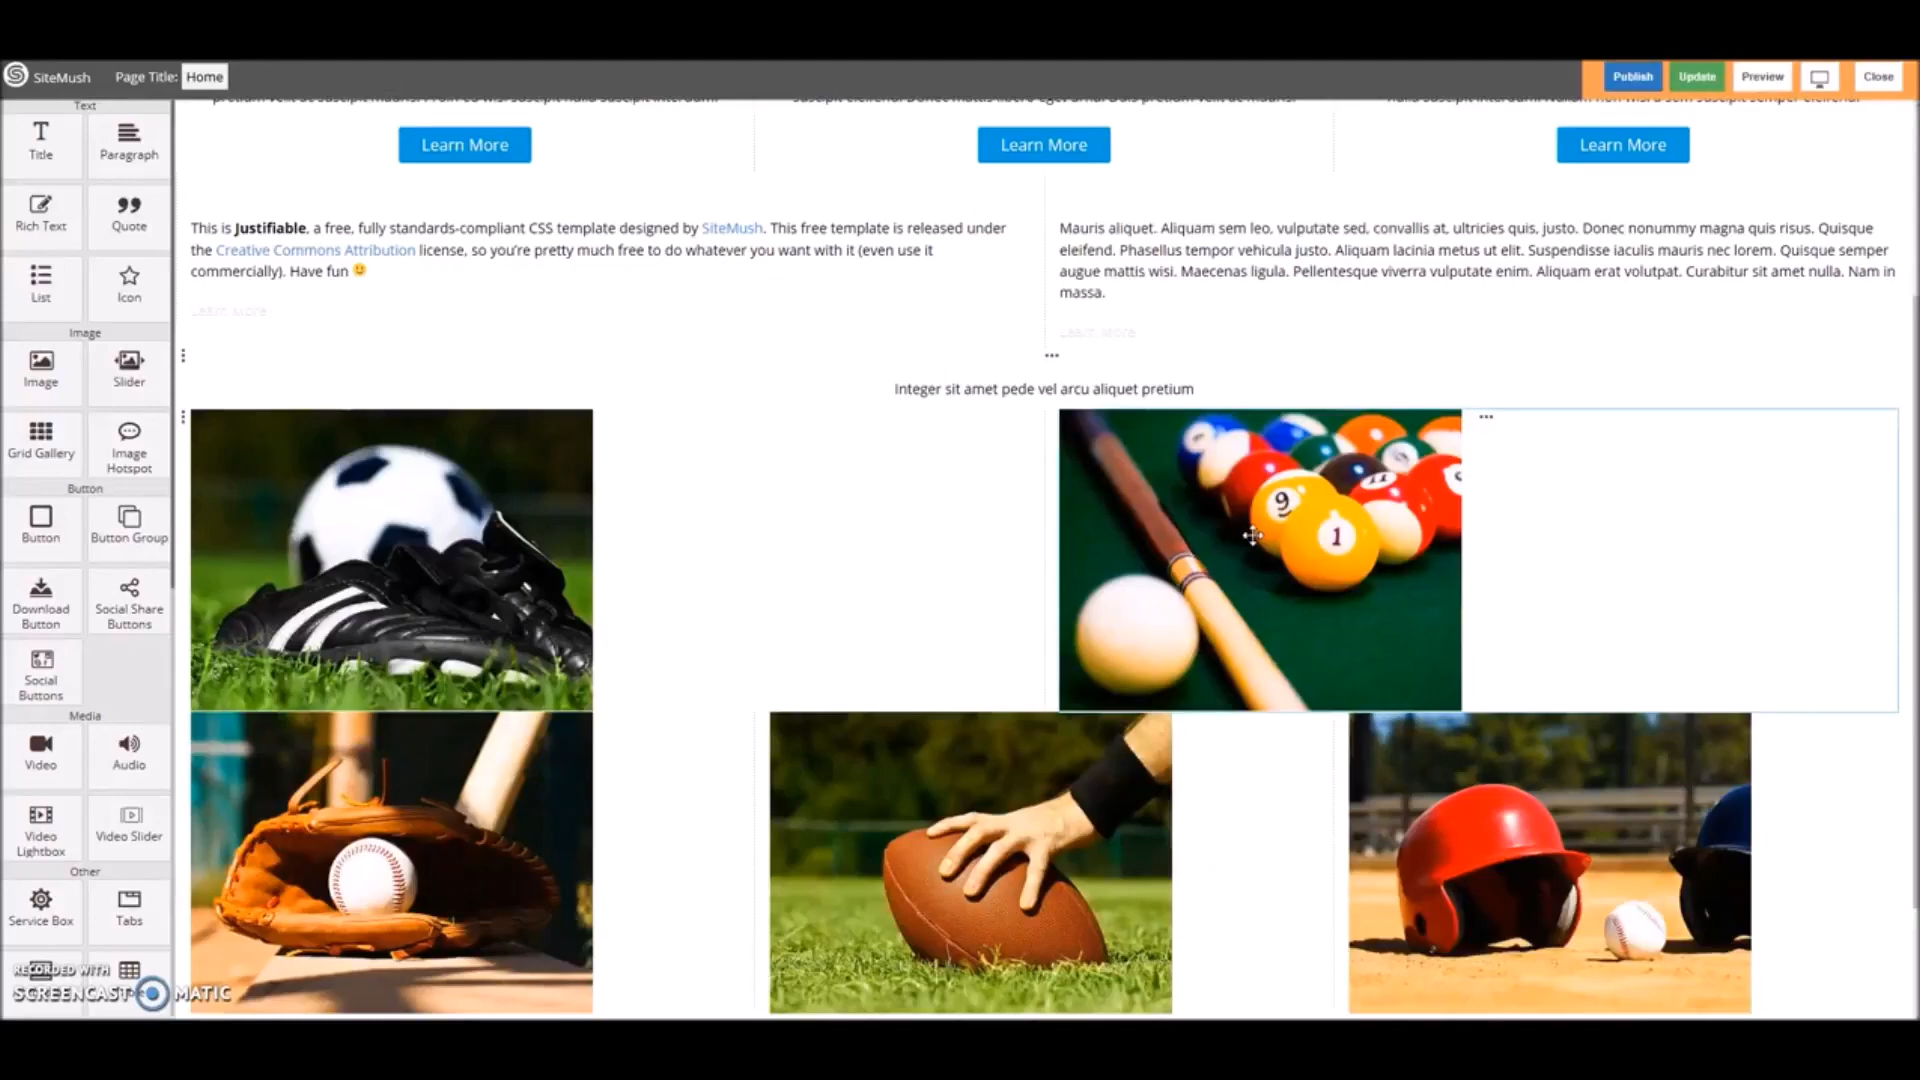 SiteMush Page Title: Home Publish Update Preview Close
Text
Title Paragraph
Rich Text Quote
List Icon
Image
Image Slider
Grid Gallery Image Hotspot
Button
Button Button Group
Download Button Social Share Buttons
Social Buttons
Media
Video Audio
Video Lightbox Video Slider
Other
Service Box Tabs
RECORDED WITH
SCREENCAST MATIC
Learn More Learn More Learn More
This is Justifiable, a free, fully standards-compliant CSS template designed by SiteMush. This free template is released under
the Creative Commons Attribution license, so you're pretty much free to do whatever you want with it (even use it
commercially). Have fun
Learn More
Mauris aliquet. Aliquam sem leo, vulputate sed, convallis at, ultricies quis, justo. Donec nonummy magna quis risus. Quisque
eleifend. Phasellus tempor vehicula justo. Aliquam lacinia metus ut elit. Suspendisse iaculis mauris nec lorem. Quisque semper
augue mattis wisi. Maecenas ligula. Pellentesque viverra vulputate enim. Aliquam erat volutpat. Curabitur sit amet nulla. Nam in
massa.
Learn More
Integer sit amet pede vel arcu aliquet pretium
9
1
11